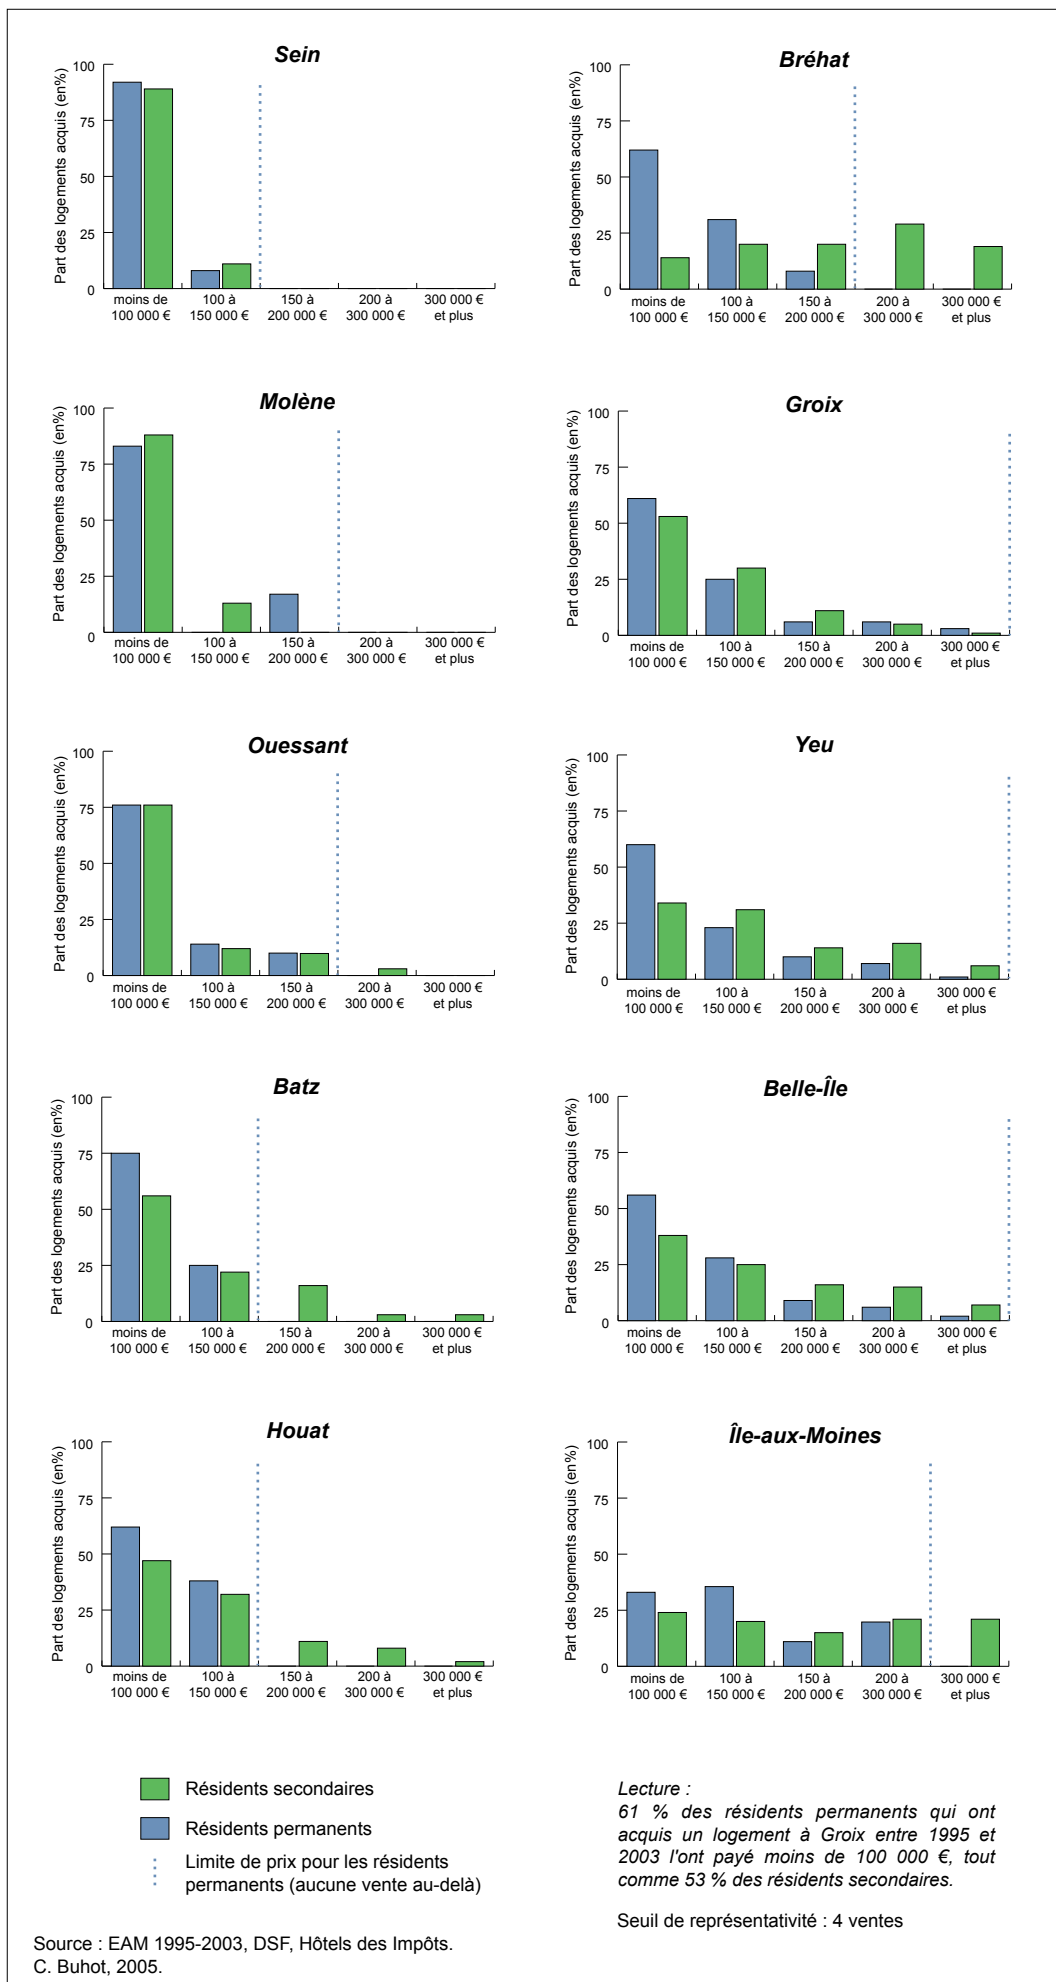 Sein
Part des logements acquis (en%)
100
75
50
25
0
moins de 100 à 150 à 200 à 300 000 €
100 000 € 150 000 € 200 000 € 300 000 € et plus
Bréhat
Part des logements acquis (en%)
100
75
50
25
0
moins de 100 à 150 à 200 à 300 000 €
100 000 € 150 000 € 200 000 € 300 000 € et plus
Molène
Part des logements acquis (en%)
100
75
50
25
0
moins de 100 à 150 à 200 à 300 000 €
100 000 € 150 000 € 200 000 € 300 000 € et plus
Groix
Part des logements acquis (en%)
100
75
50
25
0
moins de 100 à 150 à 200 à 300 000 €
100 000 € 150 000 € 200 000 € 300 000 € et plus
Ouessant
Part des logements acquis (en%)
100
75
50
25
0
moins de 100 à 150 à 200 à 300 000 €
100 000 € 150 000 € 200 000 € 300 000 € et plus
Yeu
Part des logements acquis (en%)
100
75
50
25
0
moins de 100 à 150 à 200 à 300 000 €
100 000 € 150 000 € 200 000 € 300 000 € et plus
Batz
Part des logements acquis (en%)
100
75
50
25
0
moins de 100 à 150 à 200 à 300 000 €
100 000 € 150 000 € 200 000 € 300 000 € et plus
Belle-Île
Part des logements acquis (en%)
100
75
50
25
0
moins de 100 à 150 à 200 à 300 000 €
100 000 € 150 000 € 200 000 € 300 000 € et plus
Houat
Part des logements acquis (en%)
100
75
50
25
0
moins de 100 à 150 à 200 à 300 000 €
100 000 € 150 000 € 200 000 € 300 000 € et plus
Île-aux-Moines
Part des logements acquis (en%)
100
75
50
25
0
moins de 100 à 150 à 200 à 300 000 €
100 000 € 150 000 € 200 000 € 300 000 € et plus
Résidents secondaires
Résidents permanents
Limite de prix pour les résidents
permanents (aucune vente au-delà)
Lecture :
61 % des résidents permanents qui ont
acquis un logement à Groix entre 1995 et
2003 l'ont payé moins de 100 000 €, tout
comme 53 % des résidents secondaires.
Seuil de représentativité : 4 ventes
Source : EAM 1995-2003, DSF, Hôtels des Impôts.
C. Buhot, 2005.